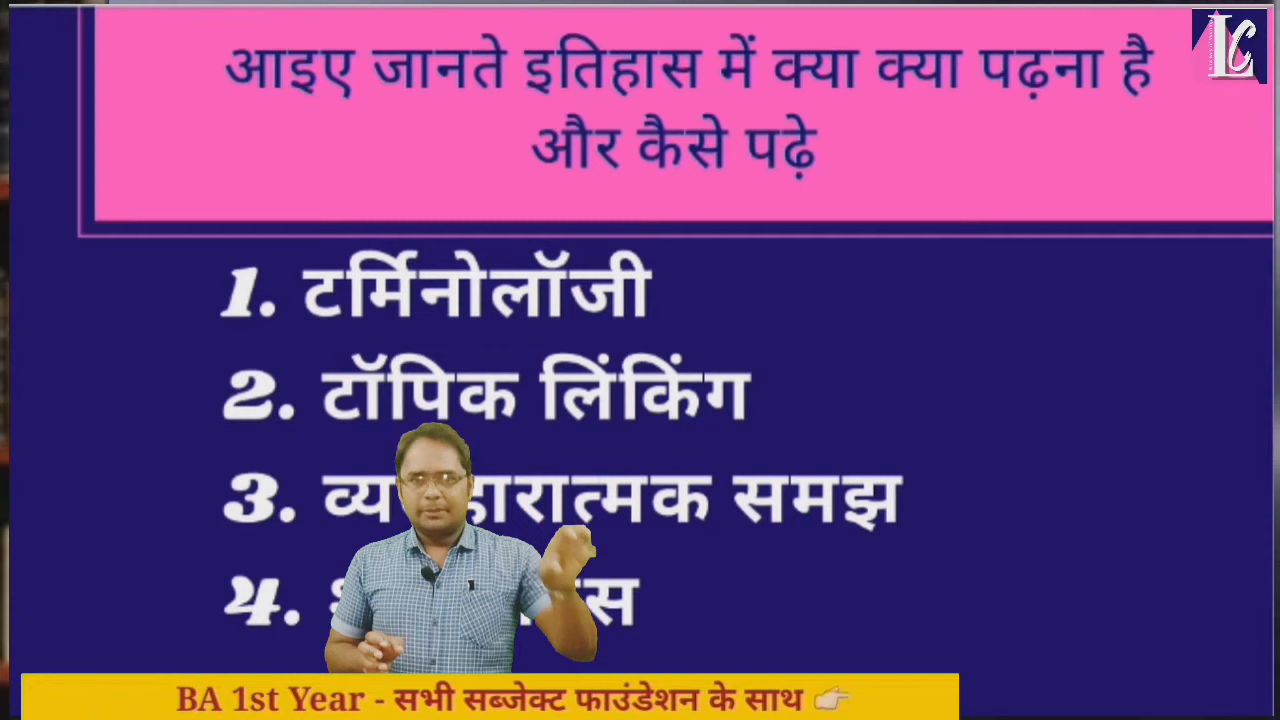 आइए जानते इतिहास में क्या क्या पढ़ना है
और कैसे पढ़े
LC
1. टर्मिनोलॉजी
2. टॉपिक लिंकिंग
3. समझ
4.
BA 1st Year - सभी सब्जेक्ट फाउंडेशन के साथ 👉